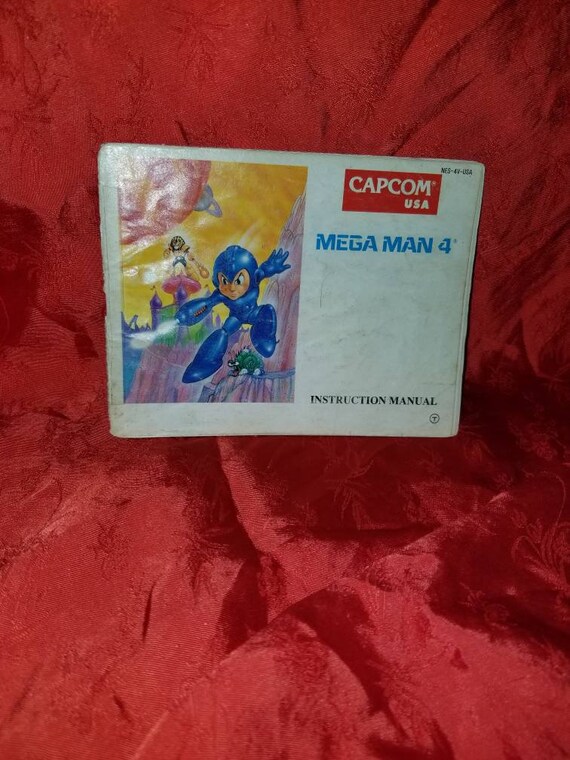 NES-4V-USA
CAPCOM®
USA
MEGA MAN 4
INSTRUCTION MANUAL